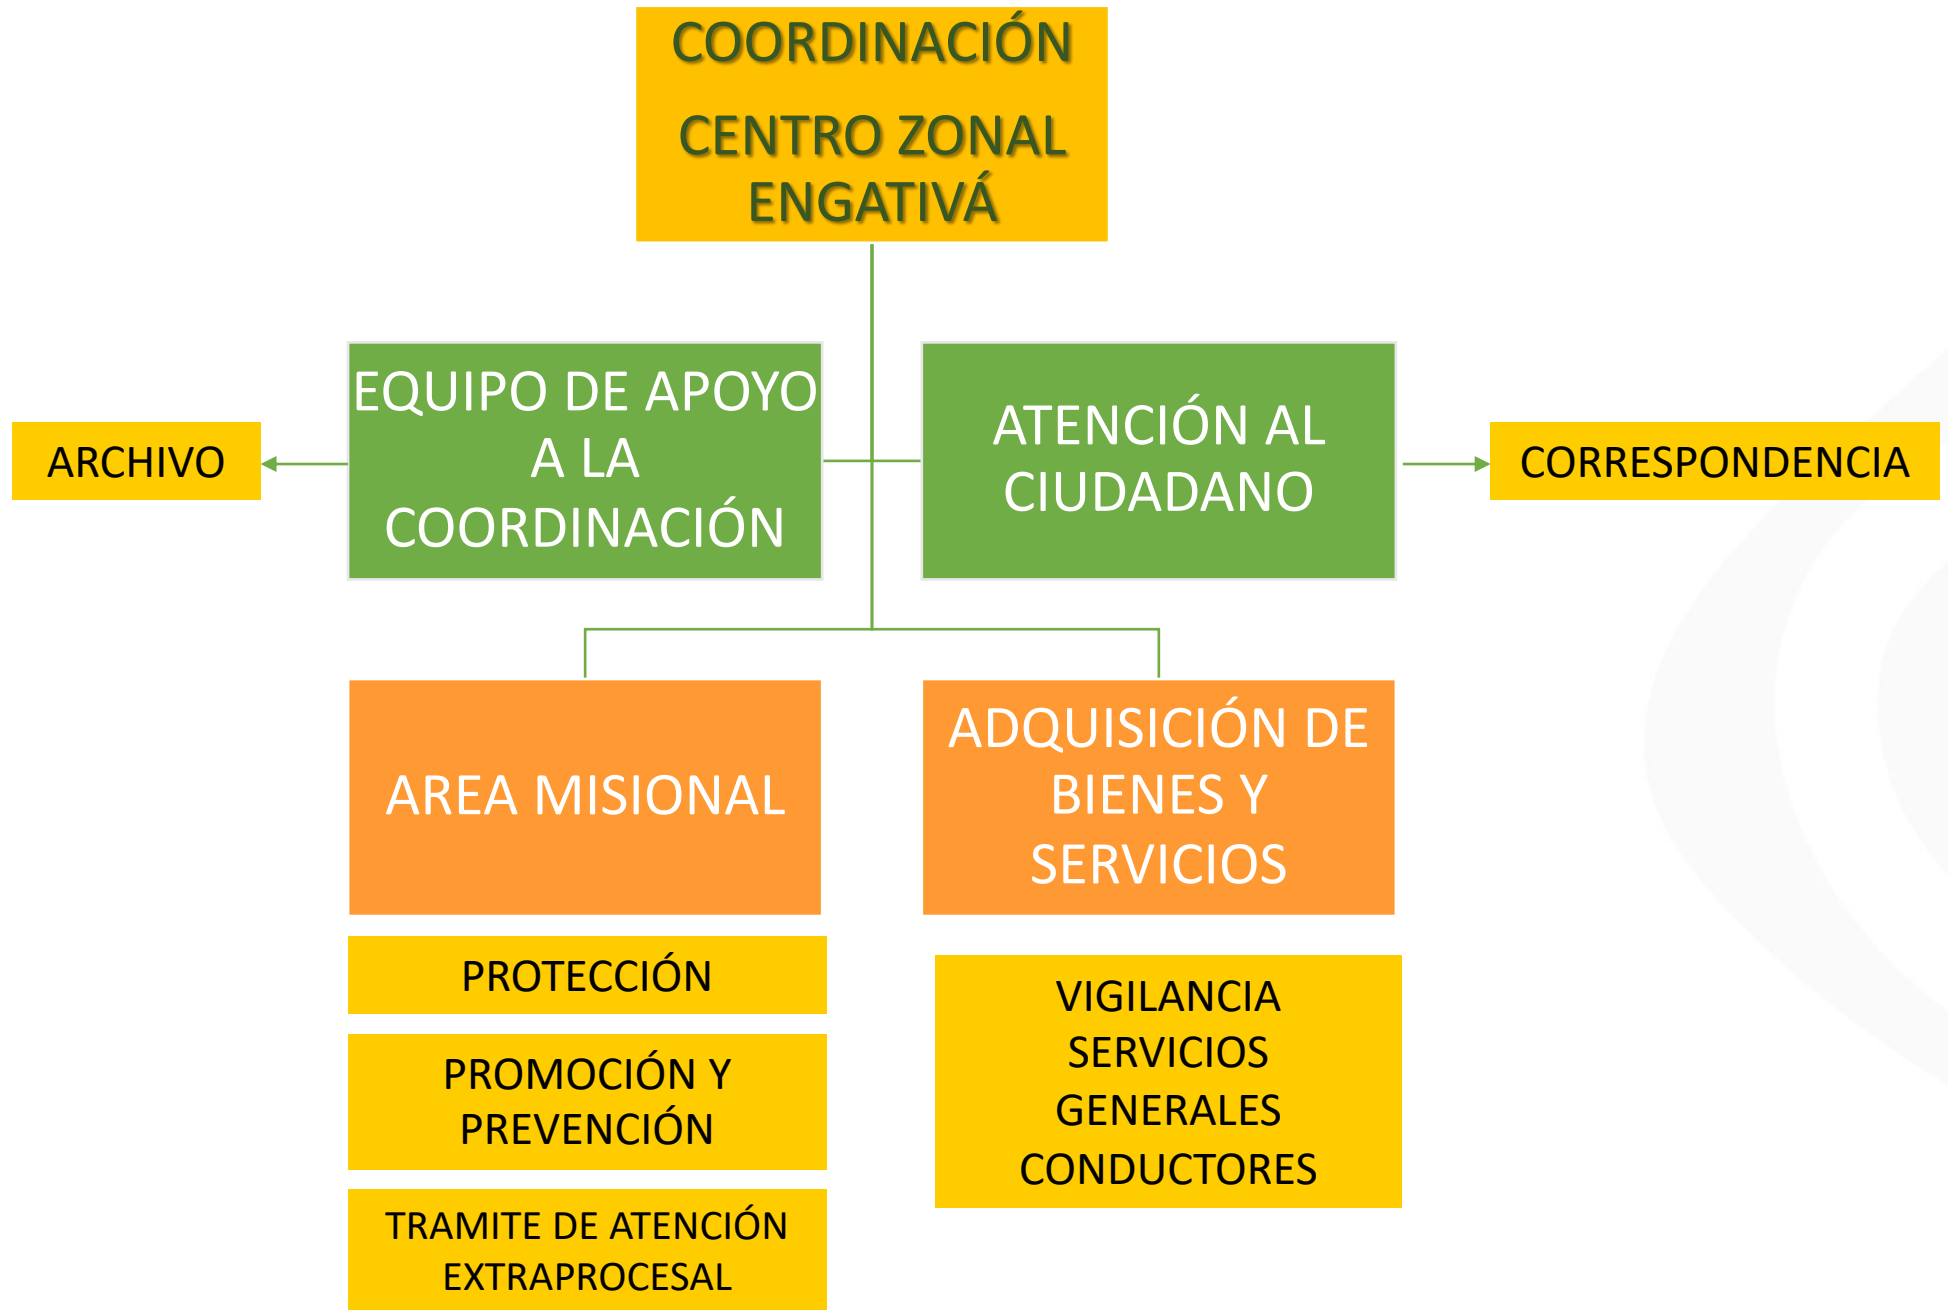 COORDINACIÓN
CENTRO ZONAL
ENGATIVÁ
EQUIPO DE APOYO
A LA
COORDINACIÓN
ATENCIÓN AL
CIUDADANO
ARCHIVO
CORRESPONDENCIA
AREA MISIONAL
ADQUISICIÓN DE
BIENES Y
SERVICIOS
PROTECCIÓN
PROMOCIÓN Y
PREVENCIÓN
TRAMITE DE ATENCIÓN
EXTRAPROCESAL
VIGILANCIA
SERVICIOS
GENERALES
CONDUCTORES